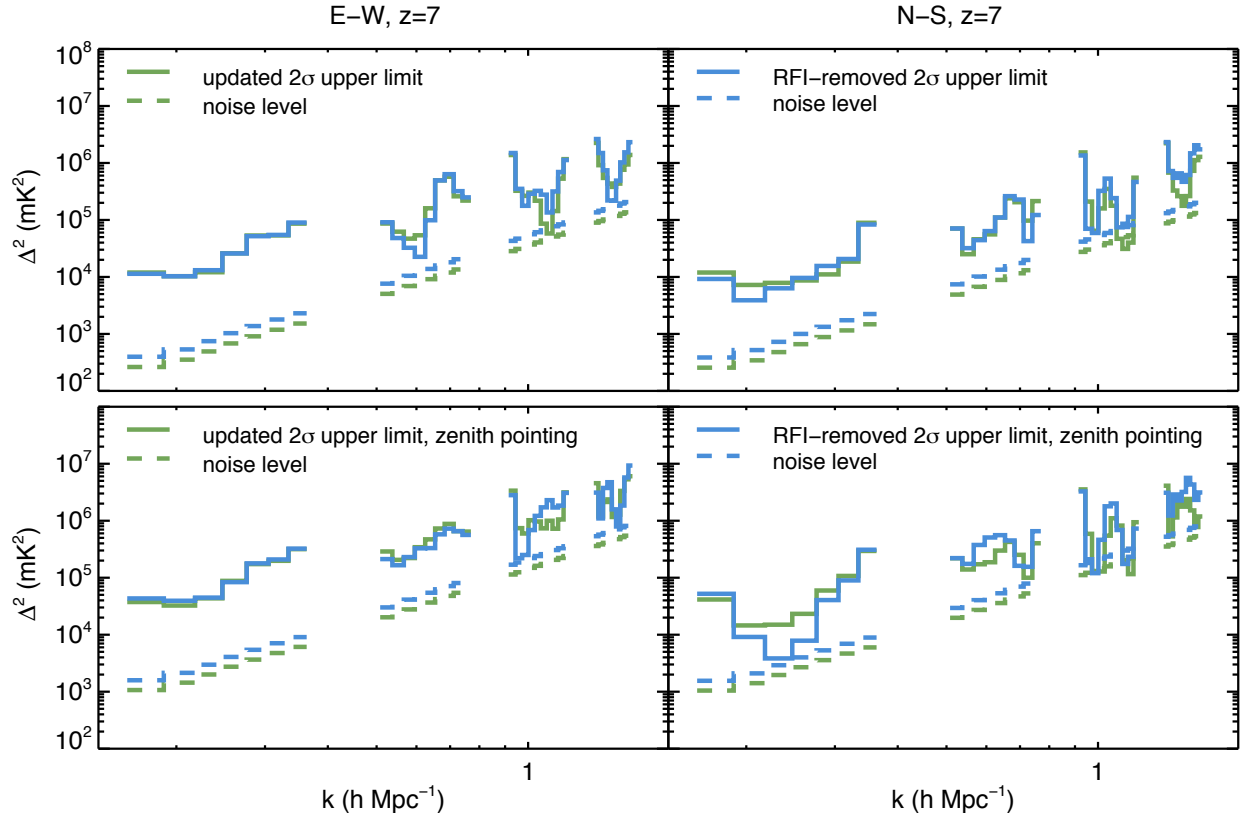 E−W, z=7
N−S, z=7
10⁸
10⁷
10⁶
10⁵
10⁴
10³
10²
Δ² (mK²)
updated 2σ upper limit
noise level
RFI−removed 2σ upper limit
noise level
10⁷
10⁶
10⁵
10⁴
10³
10²
Δ² (mK²)
updated 2σ upper limit, zenith pointing
noise level
RFI−removed 2σ upper limit, zenith pointing
noise level
1
1
k (h Mpc⁻¹)
k (h Mpc⁻¹)